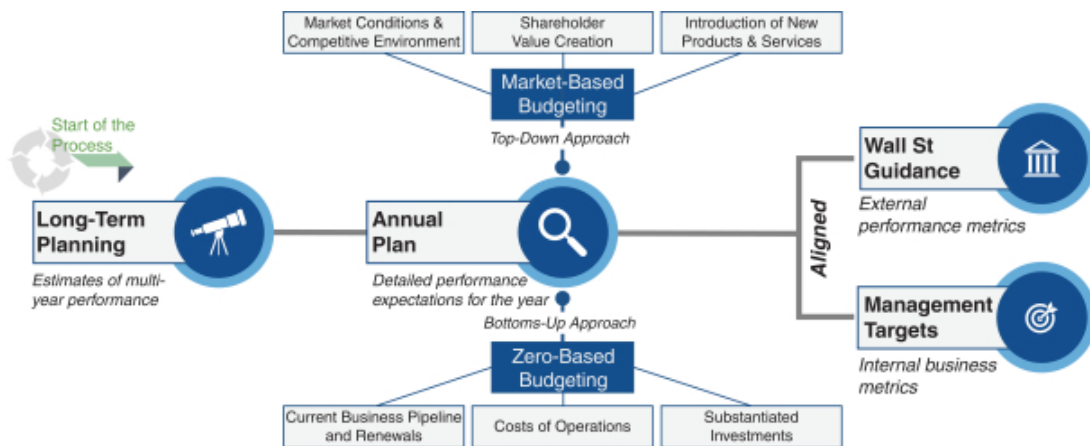 Market Conditions &
Competitive Environment
Shareholder
Value Creation
Introduction of New
Products & Services
Market-Based
Budgeting
Top-Down Approach
Start of the
Process
Long-Term
Planning
Estimates of multi-
year performance
Annual
Plan
Detailed performance
expectations for the year
Aligned
Wall St
Guidance
External
performance metrics
Management
Targets
Internal business
metrics
Bottoms-Up Approach
Zero-Based
Budgeting
Current Business Pipeline
and Renewals
Costs of Operations
Substantiated
Investments